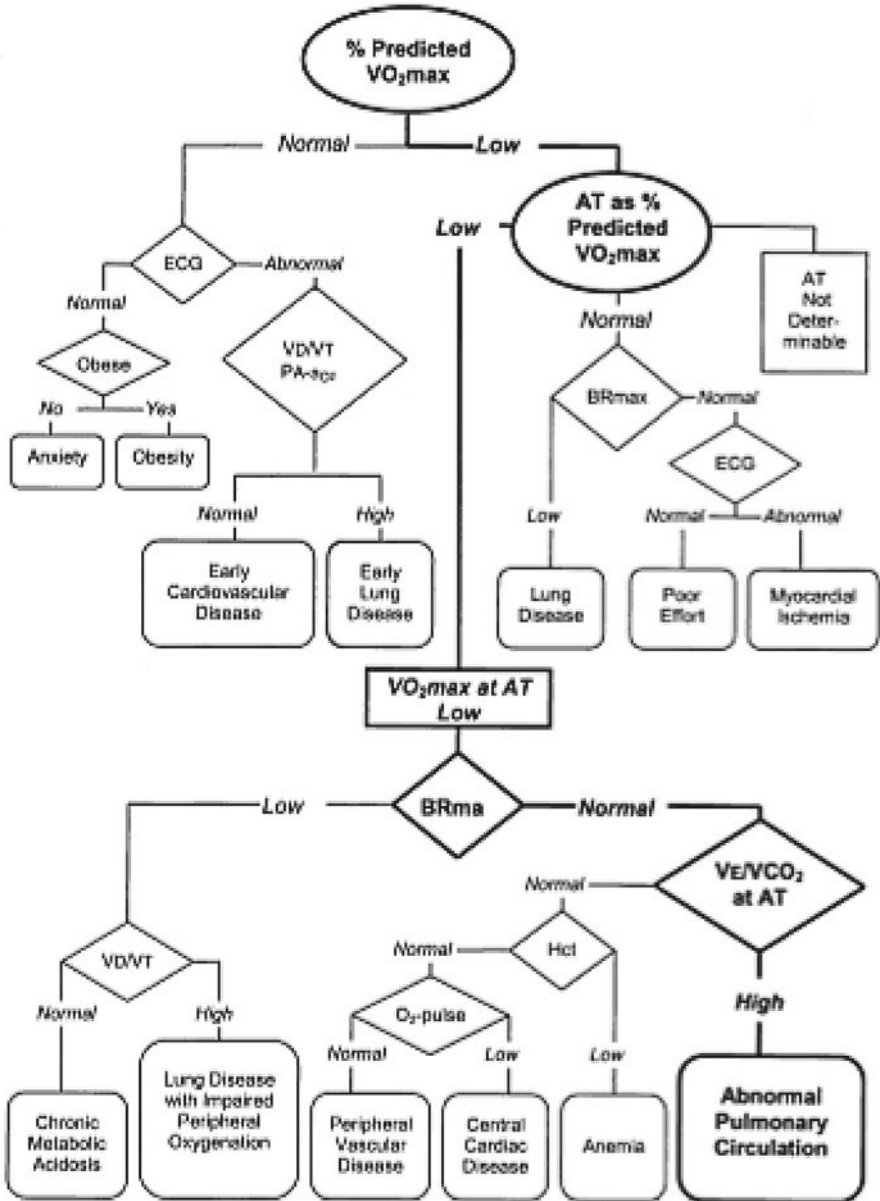 % Predicted
VO₂max
Normal
Low
AT as %
Predicted
VO₂max
Low
ECG
Abnormal
AT
Not
Deter-
minable
Normal
Normal
Obese
VD/VT
PA-aO₂
BRmax
Normal
No
Yes
Anxiety
Obesity
ECG
Normal
High
Low
Normal
Abnormal
Early
Cardiovascular
Disease
Early
Lung
Disease
Lung
Disease
Poor
Effort
Myocardial
Ischemia
VO₂max at AT
Low
Low
BRma
Normal
VE/VCO₂
at AT
Normal
Hct
Normal
VD/VT
O₂-pulse
Normal
High
Normal
Low
Low
High
Chronic
Metabolic
Acidosis
Lung Disease
with Impaired
Peripheral
Oxygenation
Peripheral
Vascular
Disease
Central
Cardiac
Disease
Anemia
Abnormal
Pulmonary
Circulation